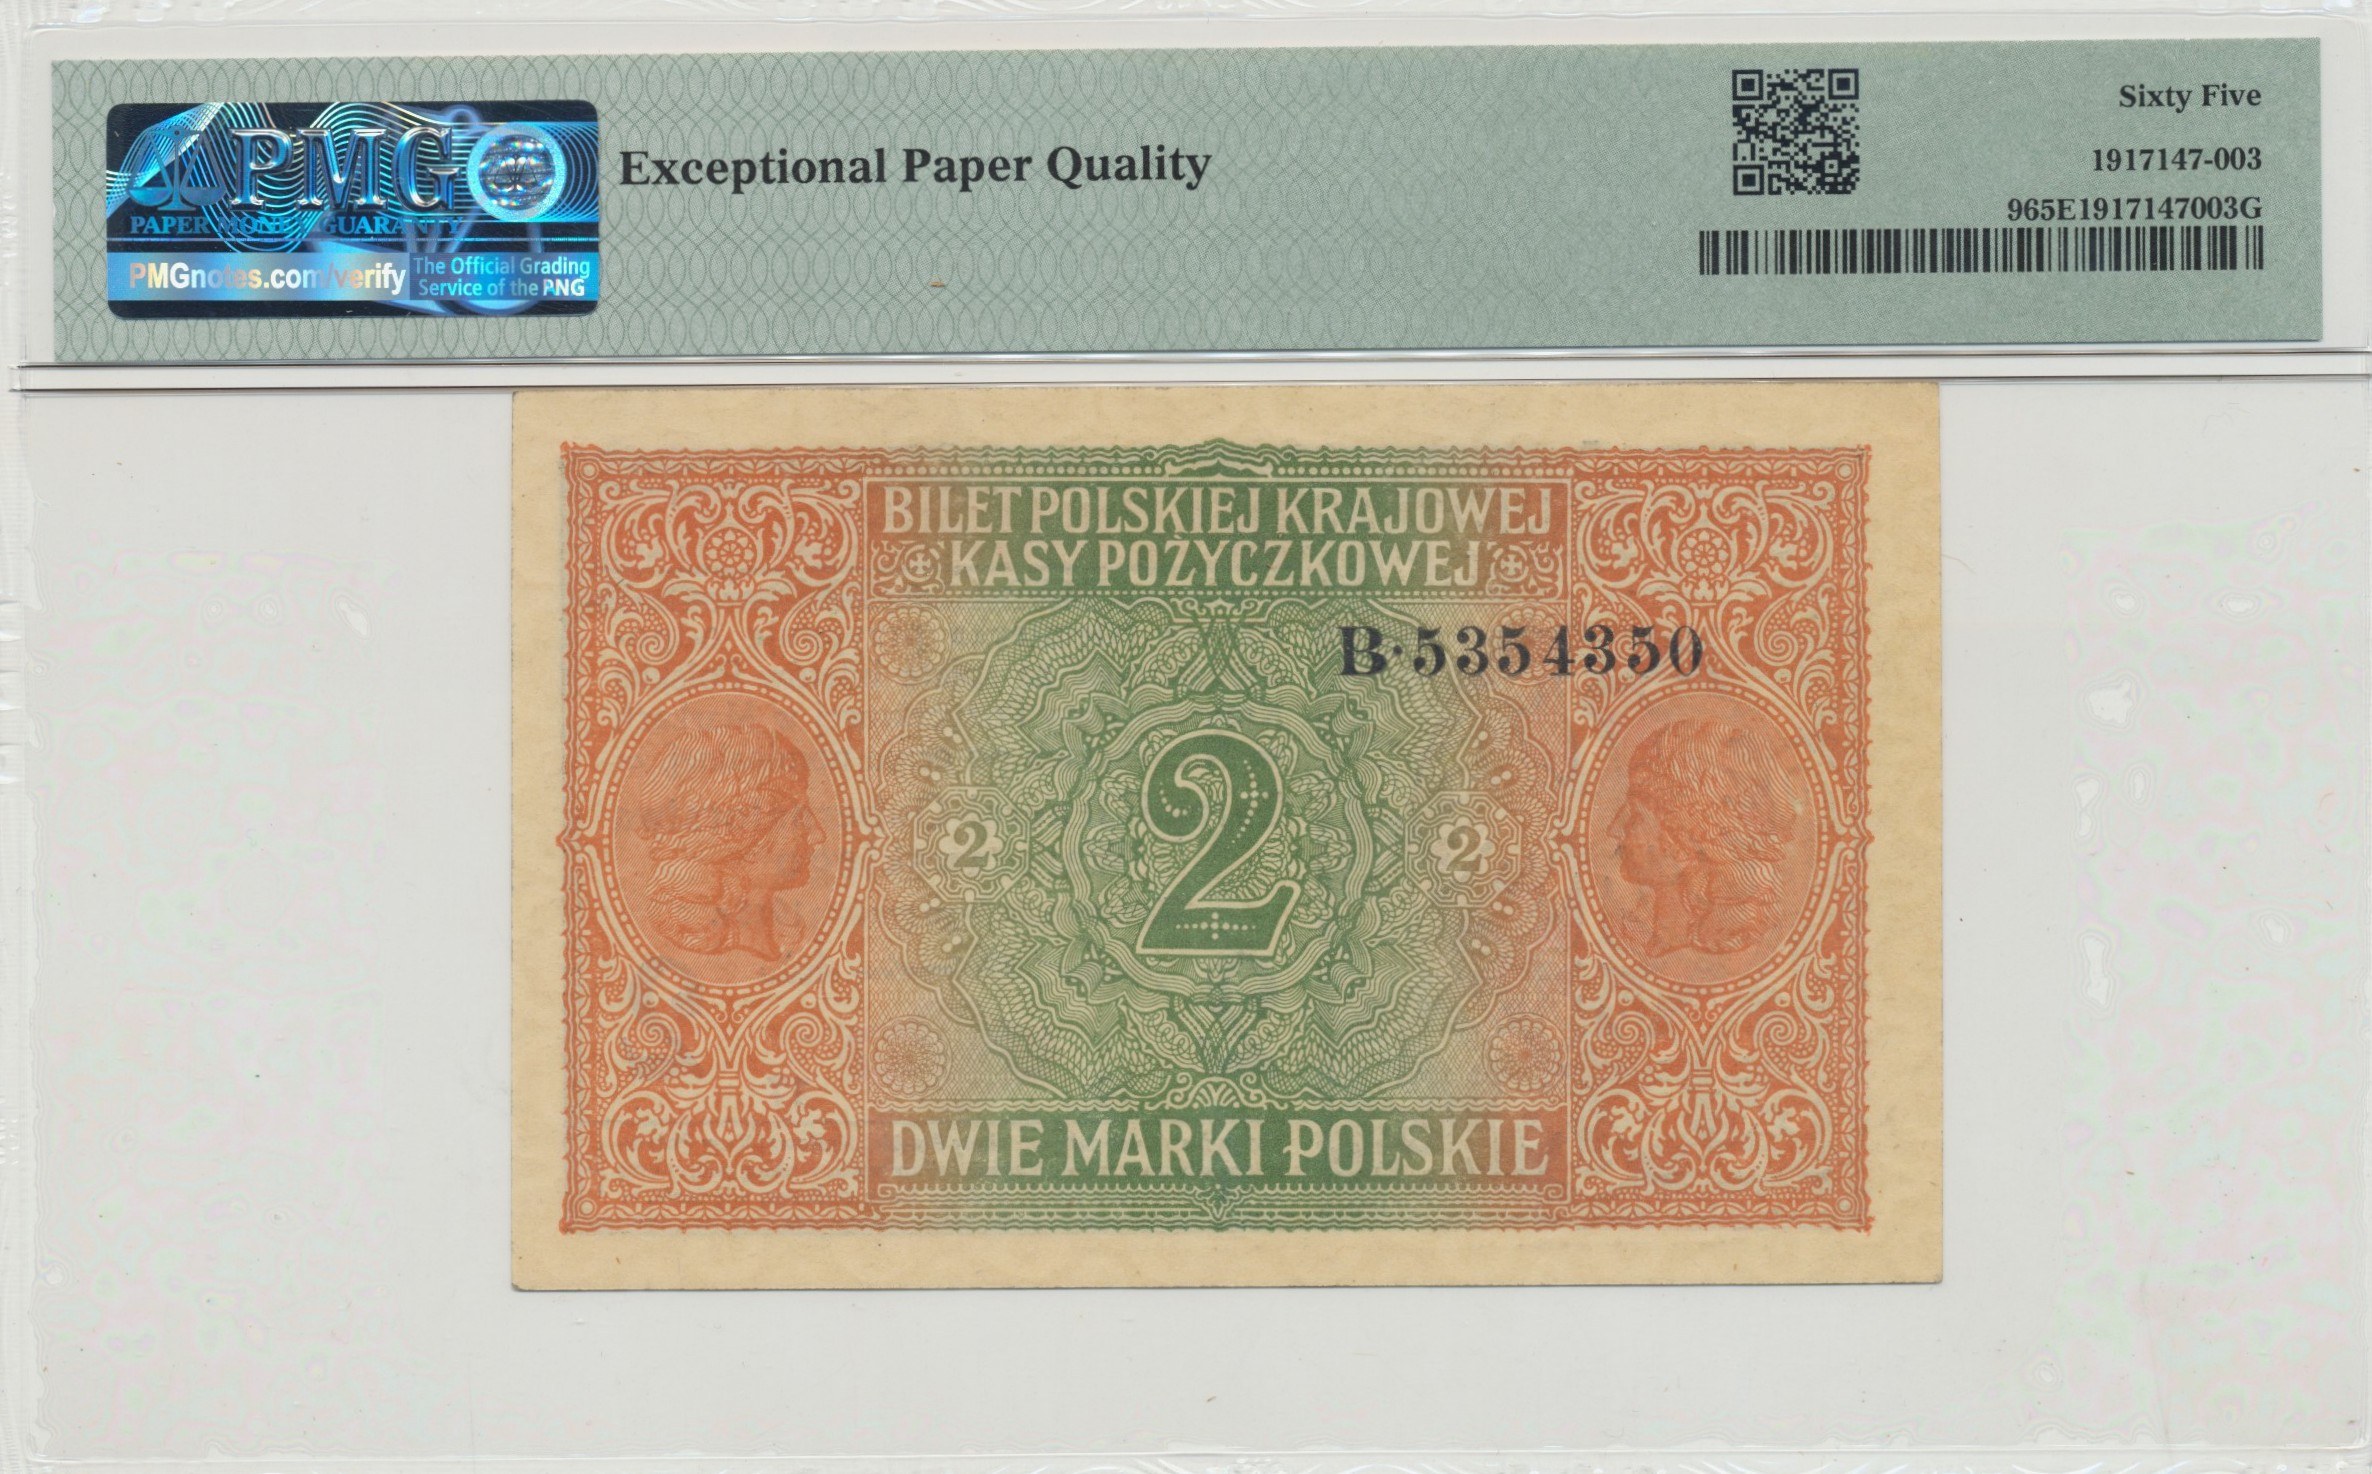 PMG
PAPER MONEY GUARANTY
PMGnotes.com/verify
The Official Grading
Service of the PNG
Exceptional Paper Quality
Sixty Five
1917147-003
965E1917147003G
BILET POLSKIEJ KRAJOWEJ
KASY POŻYCZKOWEJ
B·5354350
2
2
2
DWIE MARKI POLSKIE